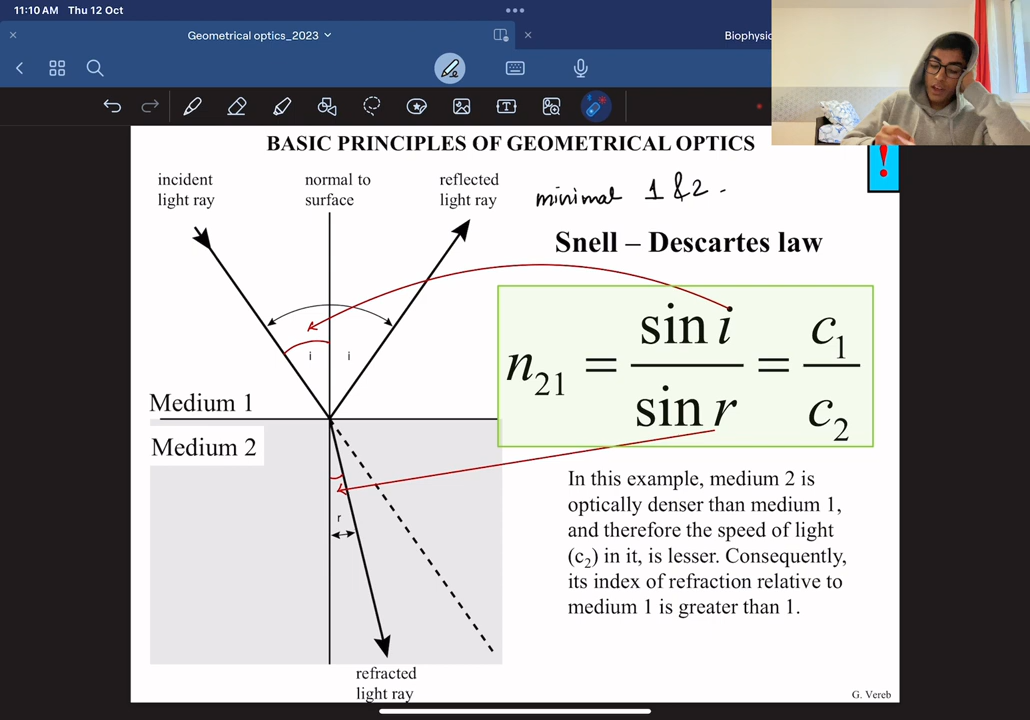 11:10 AM Thu 12 Oct
Geometrical optics_2023
Biophysic
BASIC PRINCIPLES OF GEOMETRICAL OPTICS
incident
light ray
normal to
surface
reflected
light ray
minimal 1 & 2.
!
Snell – Descartes law
n21 = sin i / sin r = c1 / c2
i i
Medium 1
Medium 2
r
In this example, medium 2 is
optically denser than medium 1,
and therefore the speed of light
(c2) in it, is lesser. Consequently,
its index of refraction relative to
medium 1 is greater than 1.
refracted
light ray
G. Vereb